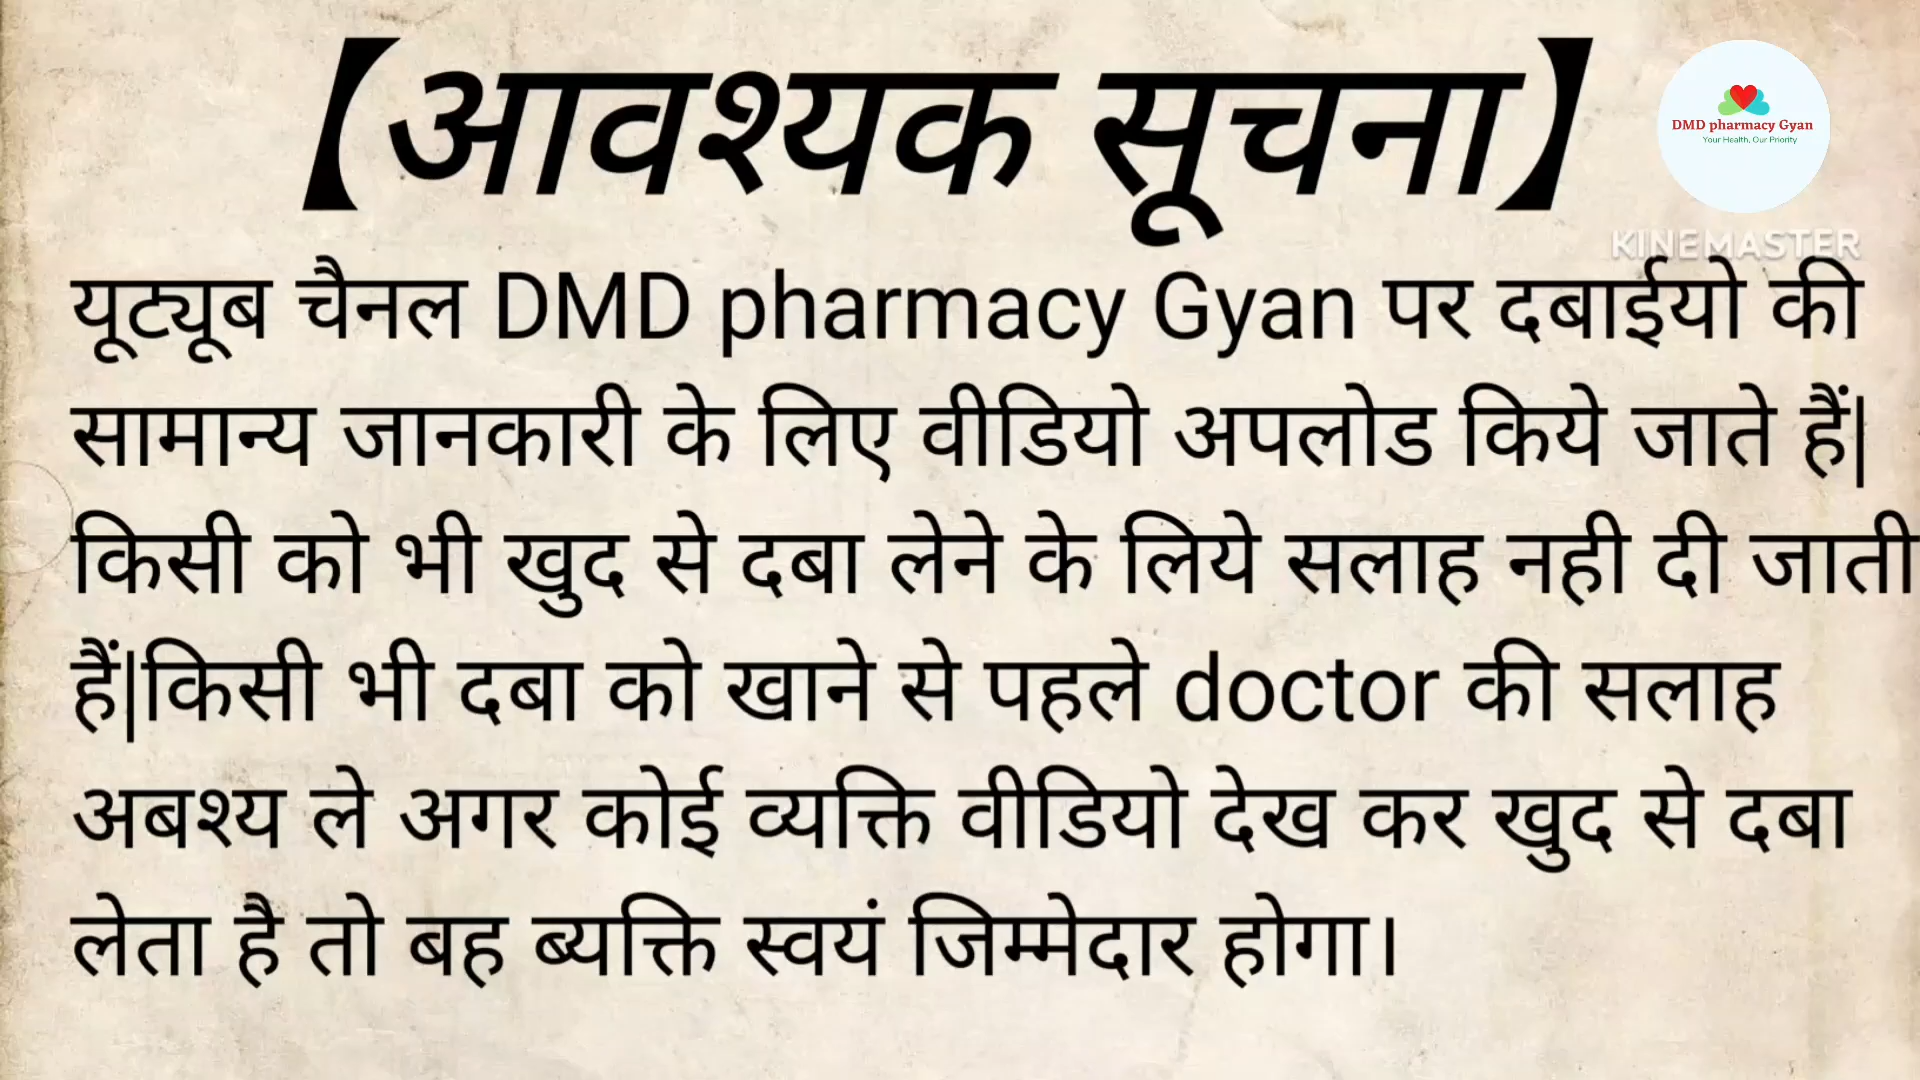 【आवश्यक सूचना】
DMD pharmacy Gyan
Your Health, Our Priority
KINEMASTER
यूट्यूब चैनल DMD pharmacy Gyan पर दबाईयो की
सामान्य जानकारी के लिए वीडियो अपलोड किये जाते हैं|
किसी को भी खुद से दबा लेने के लिये सलाह नही दी जाती
हैं|किसी भी दबा को खाने से पहले doctor की सलाह
अबश्य ले अगर कोई व्यक्ति वीडियो देख कर खुद से दबा
लेता है तो बह ब्यक्ति स्वयं जिम्मेदार होगा।